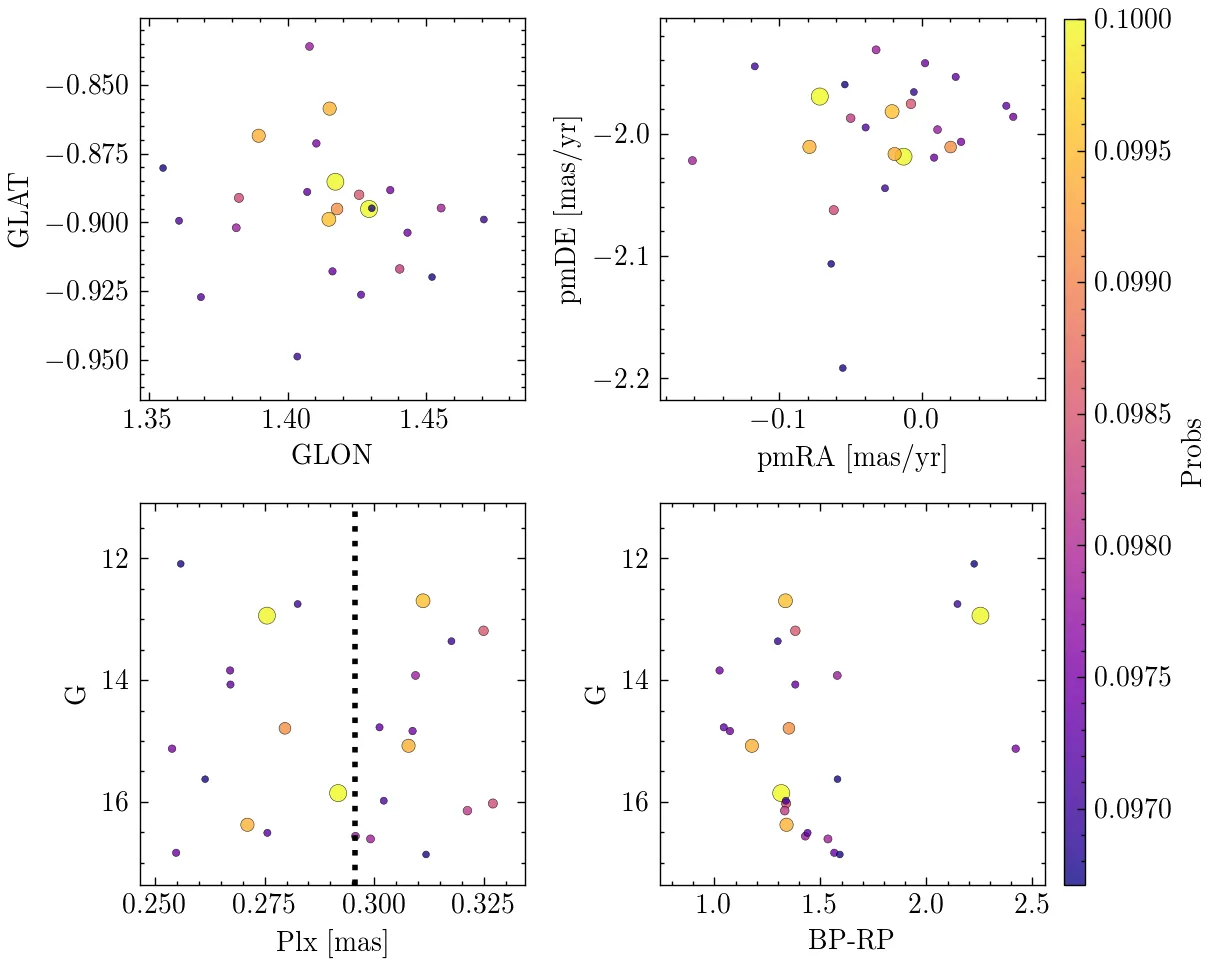 −0.850
−0.875
−0.900
−0.925
−0.950
GLAT
1.35 1.40 1.45
GLON
−2.0
−2.1
−2.2
pmDE [mas/yr]
−0.1 0.0
pmRA [mas/yr]
12
14
16
G
0.250 0.275 0.300 0.325
Plx [mas]
12
14
16
G
1.0 1.5 2.0 2.5
BP-RP
0.1000
0.0995
0.0990
0.0985
0.0980
0.0975
0.0970
Probs